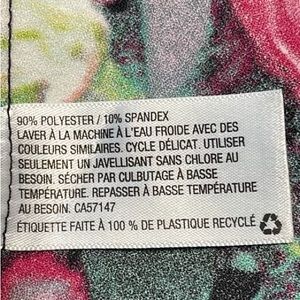 90% POLYESTER / 10% SPANDEX
LAVER À LA MACHINE À L'EAU FROIDE AVEC DES
COULEURS SIMILAIRES. CYCLE DÉLICAT. UTILISER
SEULEMENT UN JAVELLISANT SANS CHLORE AU
BESOIN. SÉCHER PAR CULBUTAGE À BASSE
TEMPÉRATURE. REPASSER À BASSE TEMPÉRATURE
AU BESOIN. CA57147
ÉTIQUETTE FAITE À 100 % DE PLASTIQUE RECYCLÉ